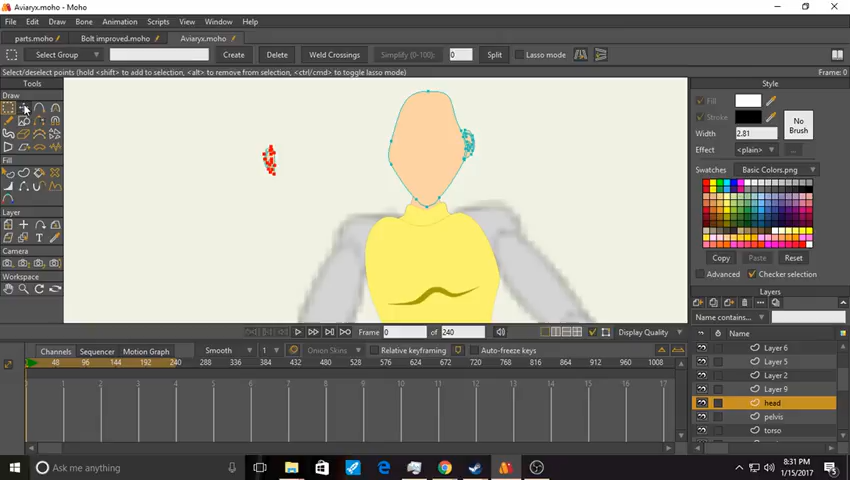 Aviaryx.moho - Moho
File Edit Draw Bone Animation Scripts View Window Help
parts.moho Bolt improved.moho Aviaryx.moho
Select Group Create Delete Weld Crossings Simplify (0-100): 0 Split Lasso mode
Select/deselect points (hold <shift> to add to selection, <alt> to remove from selection, <ctrl/cmd> to toggle lasso mode) Frame: 0
Tools
Draw
Fill
Layer
Camera
Workspace
Style
Fill
Stroke
No Brush
Width 2.81
Effect <plain> ...
Swatches Basic Colors.png
Copy Paste Reset
Advanced Checker selection
Layers
Name contains...
Name
Layer 6
Layer 5
Layer 2
Layer 9
head
pelvis
torso
Frame 0 of 240 Display Quality
Channels Sequencer Motion Graph Smooth 1 Onion Skins Relative keyframing Auto-freeze keys
48 96 144 192 240 288 336 384 432 480 528 576 624 672 720 768 816 864 912 960 1008
1 2 3 4 5 6 7 8 9 10 11 12 13 14 15 16 17
Ask me anything
8:31 PM
1/15/2017